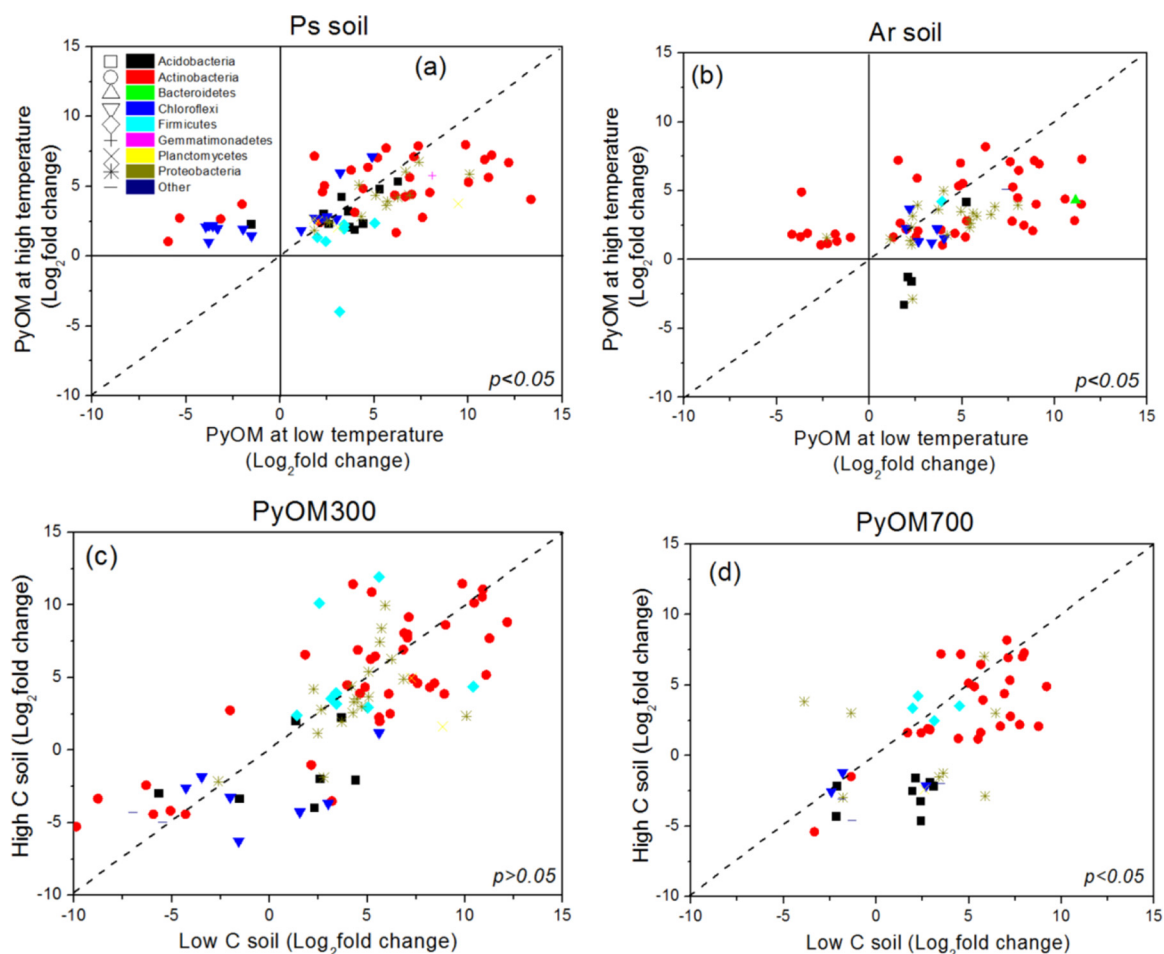 Ps soil
Ar soil
(a)
Acidobacteria
Actinobacteria
Bacteroidetes
Chloroflexi
Firmicutes
Gemmatimonadetes
Planctomycetes
Proteobacteria
Other
15
10
5
0
-5
-10
PyOM at high temperature
(Log2fold change)
p<0.05
-10 -5 0 5 10 15
PyOM at low temperature
(Log2fold change)
(b)
15
10
5
0
-5
-10
PyOM at high temperature
(Log2fold change)
p<0.05
-10 -5 0 5 10 15
PyOM at low temperature
(Log2fold change)
PyOM300
(c)
15
10
5
0
-5
-10
High C soil (Log2fold change)
p>0.05
-10 -5 0 5 10 15
Low C soil (Log2fold change)
PyOM700
(d)
15
10
5
0
-5
-10
High C soil (Log2fold change)
p<0.05
-10 -5 0 5 10 15
Low C soil (Log2fold change)